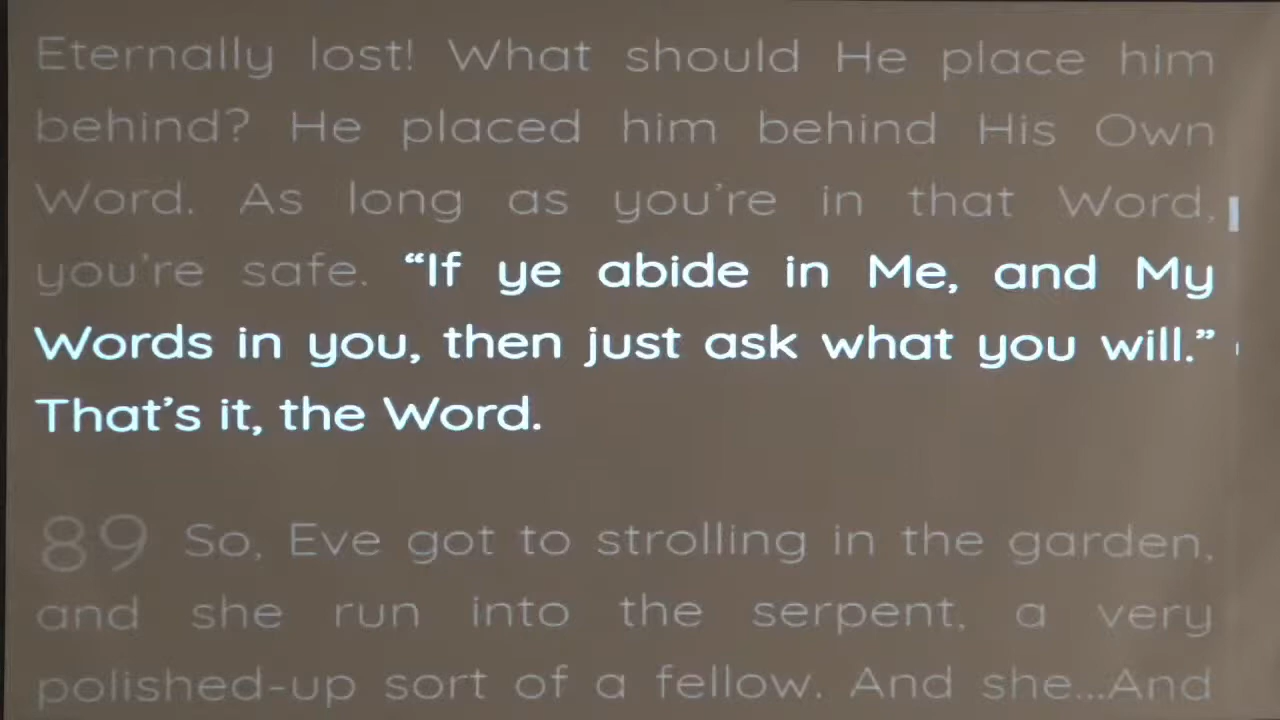 Eternally lost! What should He place him
behind? He placed him behind His Own
Word. As long as you’re in that Word,
you’re safe. “If ye abide in Me, and My
Words in you, then just ask what you will.”
That’s it, the Word.
89 So, Eve got to strolling in the garden,
and she run into the serpent, a very
polished-up sort of a fellow. And she...And